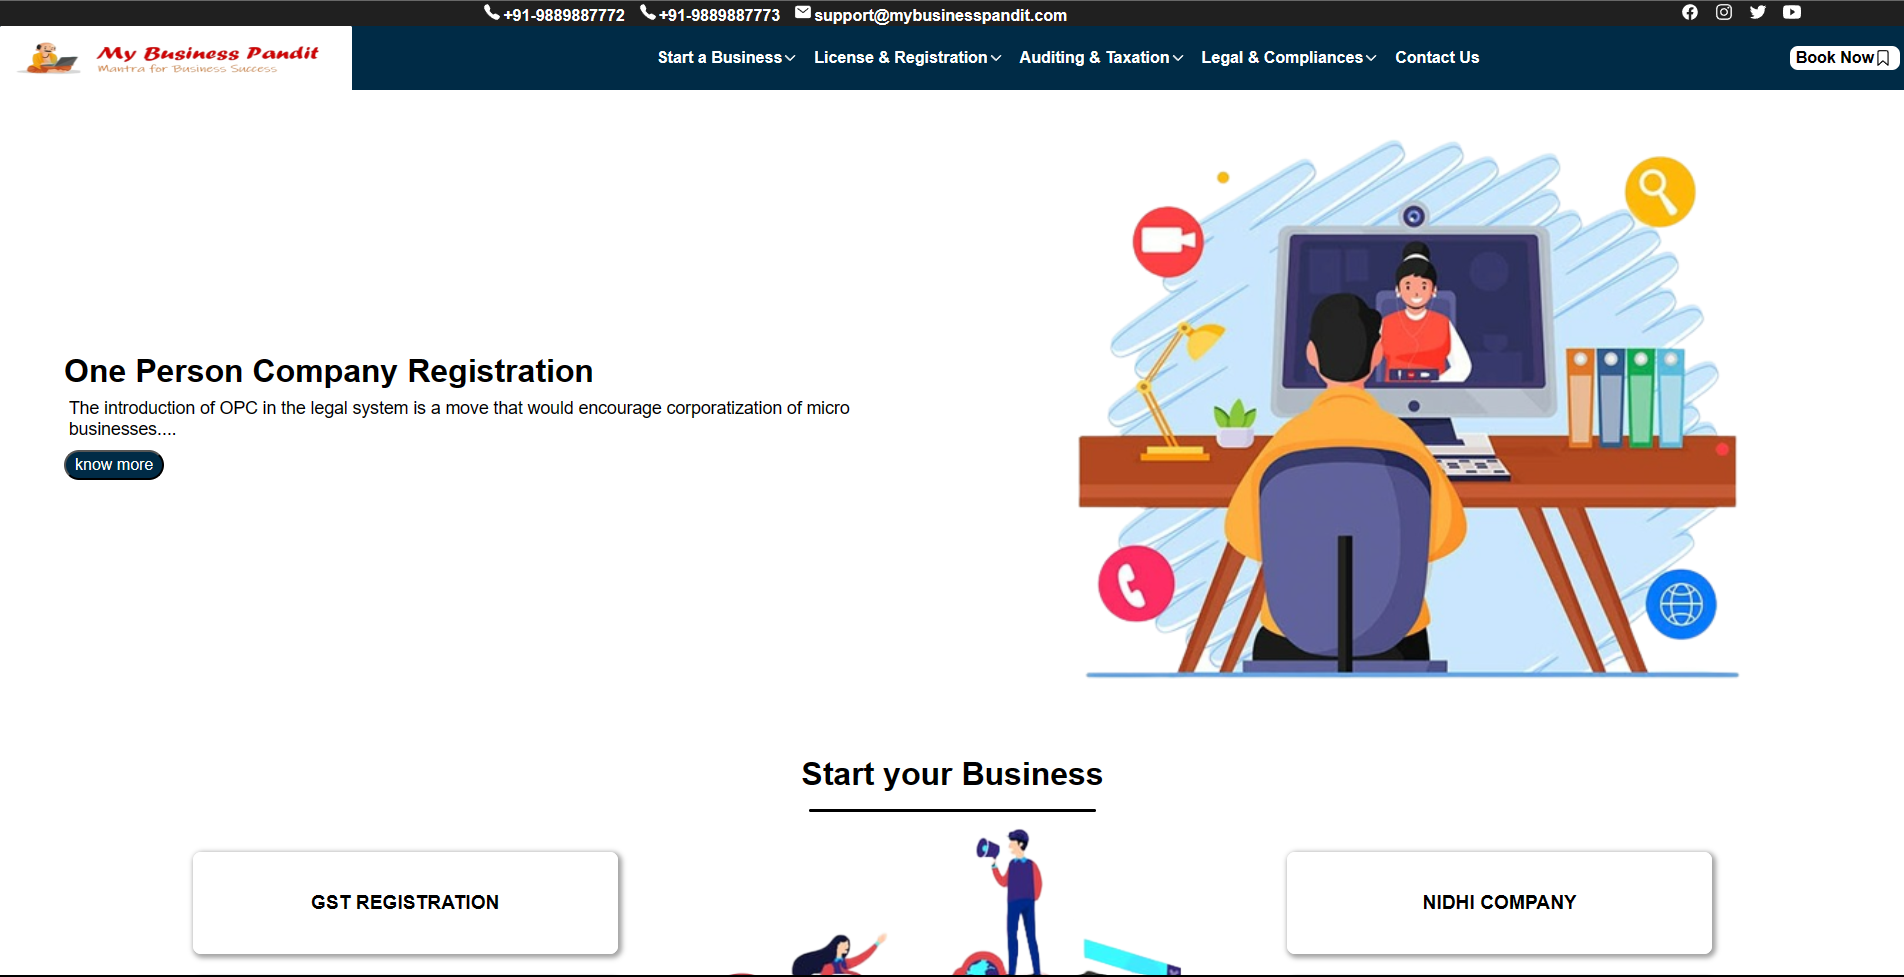 +91-9889887772 +91-9889887773 support@mybusinesspandit.com
My Business Pandit
Mantra for Business Success
Start a Business License & Registration Auditing & Taxation Legal & Compliances Contact Us Book Now
One Person Company Registration
The introduction of OPC in the legal system is a move that would encourage corporatization of micro
businesses....
know more
Start your Business
GST REGISTRATION NIDHI COMPANY